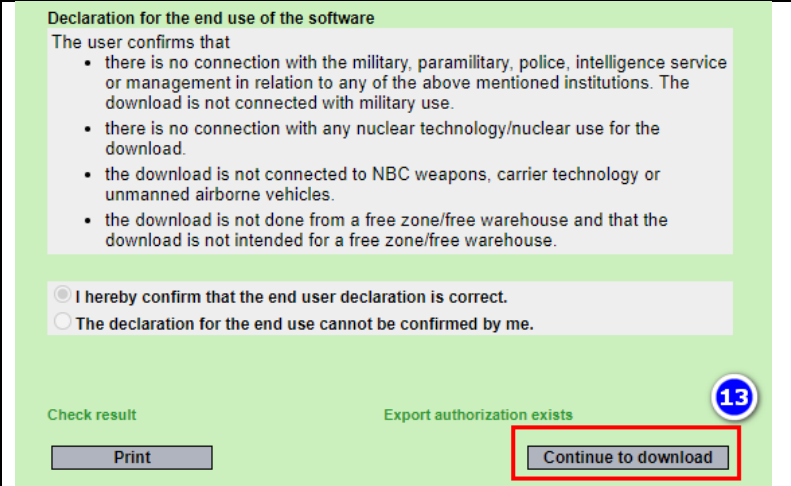 Declaration for the end use of the software
The user confirms that
• there is no connection with the military, paramilitary, police, intelligence service
or management in relation to any of the above mentioned institutions. The
download is not connected with military use.
• there is no connection with any nuclear technology/nuclear use for the
download.
• the download is not connected to NBC weapons, carrier technology or
unmanned airborne vehicles.
• the download is not done from a free zone/free warehouse and that the
download is not intended for a free zone/free warehouse.
I hereby confirm that the end user declaration is correct.
The declaration for the end use cannot be confirmed by me.
13
Check result Export authorization exists
Print Continue to download